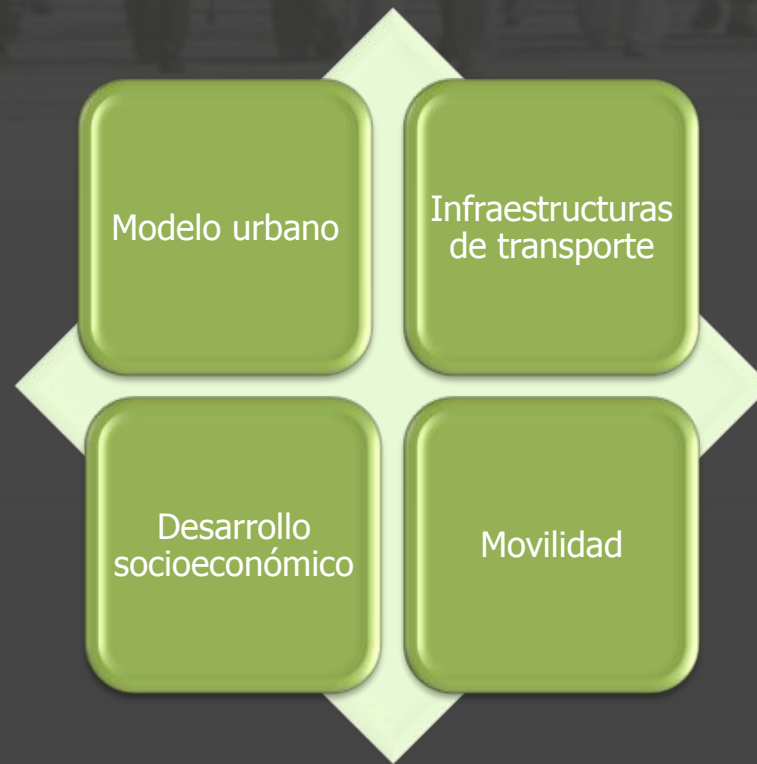 Modelo urbano
Infraestructuras
de transporte
Desarrollo
socioeconómico
Movilidad